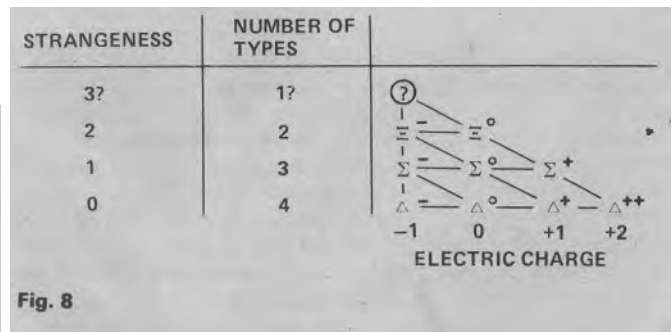 STRANGENESS NUMBER OF TYPES
3? 1? ?
2 2 Ξ⁻ Ξ°
1 3 Σ⁻ Σ° Σ⁺
0 4 △⁻ △° △⁺ △⁺⁺
−1 0 +1 +2
ELECTRIC CHARGE
Fig. 8